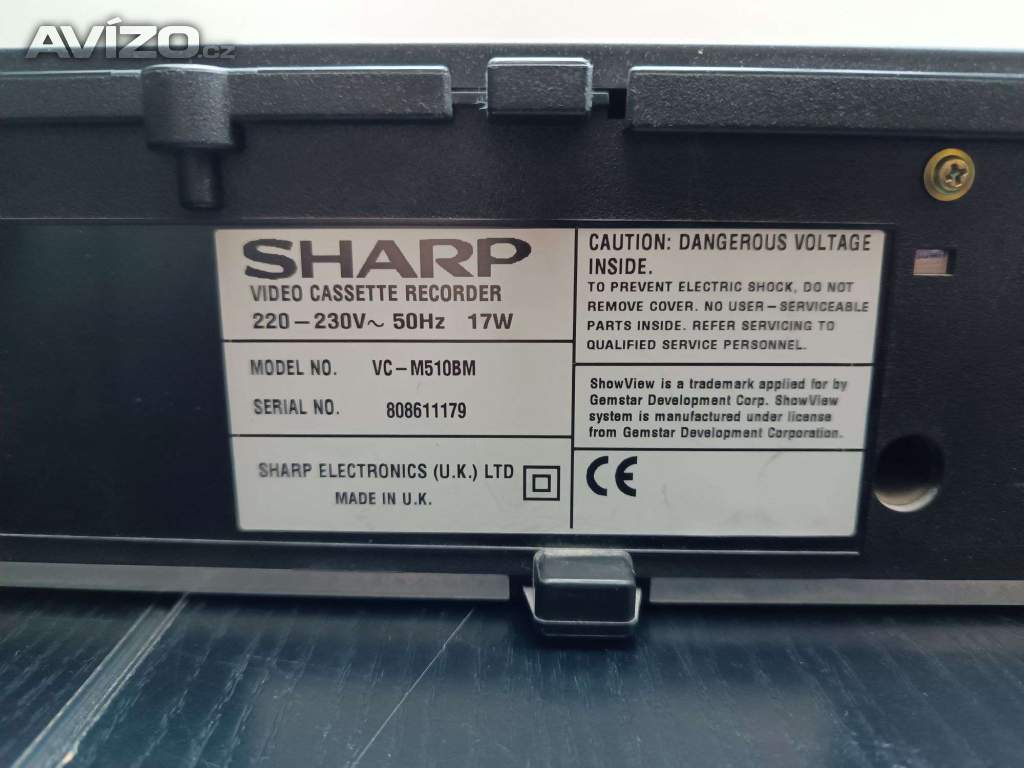 AVÍZO.cz
SHARP
VIDEO CASSETTE RECORDER
220–230V~ 50Hz 17W
MODEL NO. VC–M510BM
SERIAL NO. 808611179
SHARP ELECTRONICS (U.K.) LTD
MADE IN U.K.
CAUTION: DANGEROUS VOLTAGE
INSIDE.
TO PREVENT ELECTRIC SHOCK, DO NOT
REMOVE COVER. NO USER–SERVICEABLE
PARTS INSIDE. REFER SERVICING TO
QUALIFIED SERVICE PERSONNEL.
ShowView is a trademark applied for by
Gemstar Development Corp. ShowView
system is manufactured under license
from Gemstar Development Corporation.
CE